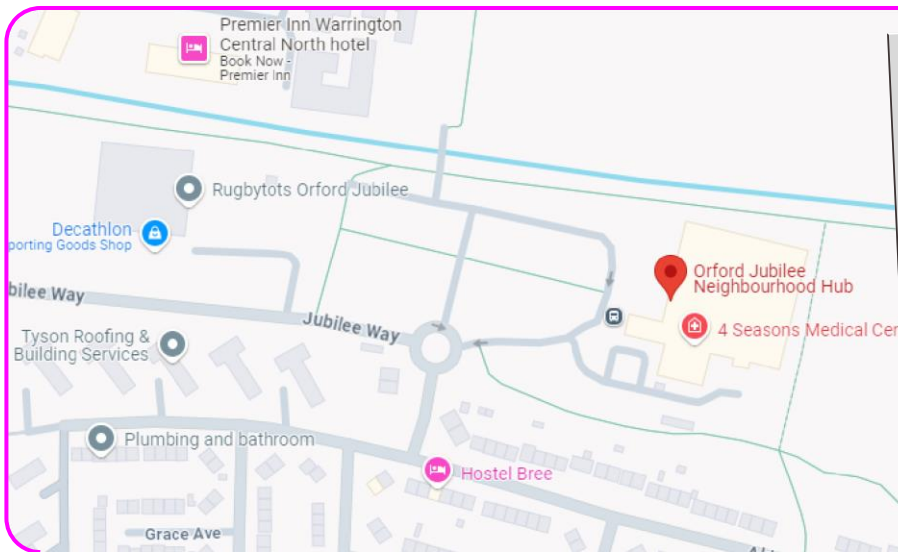 Premier Inn Warrington
Central North hotel
Book Now -
Premier Inn
Rugbytots Orford Jubilee
Decathlon
porting Goods Shop
Orford Jubilee
Neighbourhood Hub
bilee Way
Jubilee Way
4 Seasons Medical Cen
Tyson Roofing &
Building Services
Plumbing and bathroom
Hostel Bree
Grace Ave